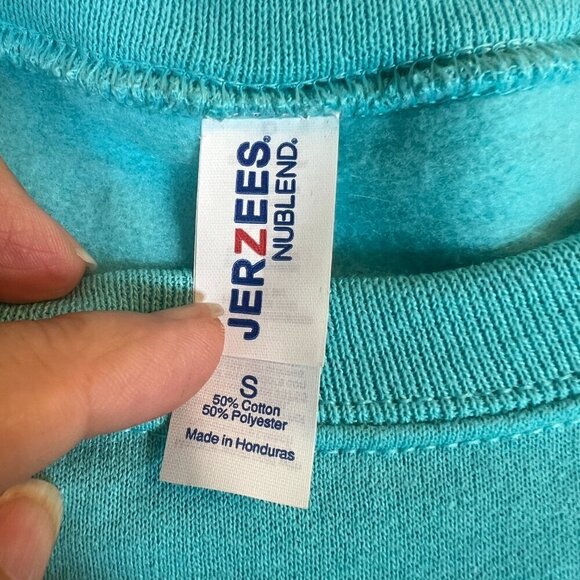 JERZEES®
NUBLEND®
S
50% Cotton
50% Polyester
Made in Honduras